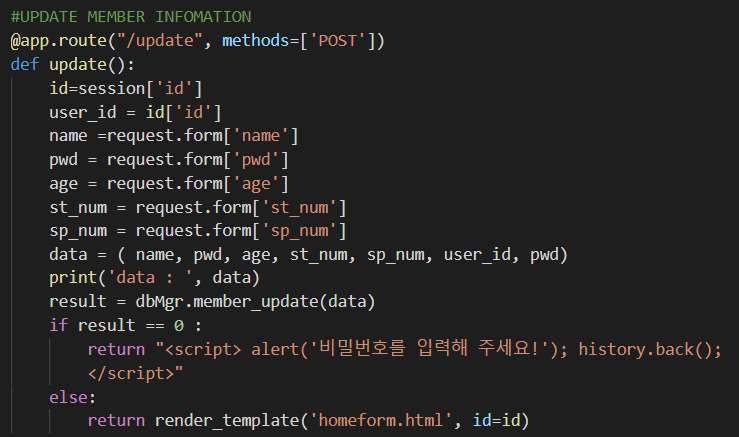 #UPDATE MEMBER INFOMATION
@app.route("/update", methods=['POST'])
def update():
    id=session['id']
    user_id = id['id']
    name =request.form['name']
    pwd = request.form['pwd']
    age = request.form['age']
    st_num = request.form['st_num']
    sp_num = request.form['sp_num']
    data = ( name, pwd, age, st_num, sp_num, user_id, pwd)
    print('data : ', data)
    result = dbMgr.member_update(data)
    if result == 0 :
        return "<script> alert('비밀번호를 입력해 주세요!'); history.back();
        </script>"
    else:
        return render_template('homeform.html', id=id)